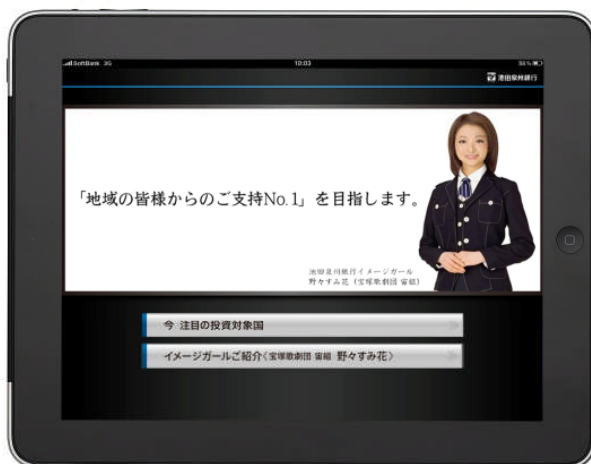 SoftBank 3G 10:03 98%
池田泉州銀行
「地域の皆様からのご支持No.1」を目指します。
池田泉州銀行イメージガール
野々すみ花(宝塚歌劇団 宙組)
今 注目の投資対象国
イメージガールご紹介〈宝塚歌劇団 宙組 野々すみ花〉